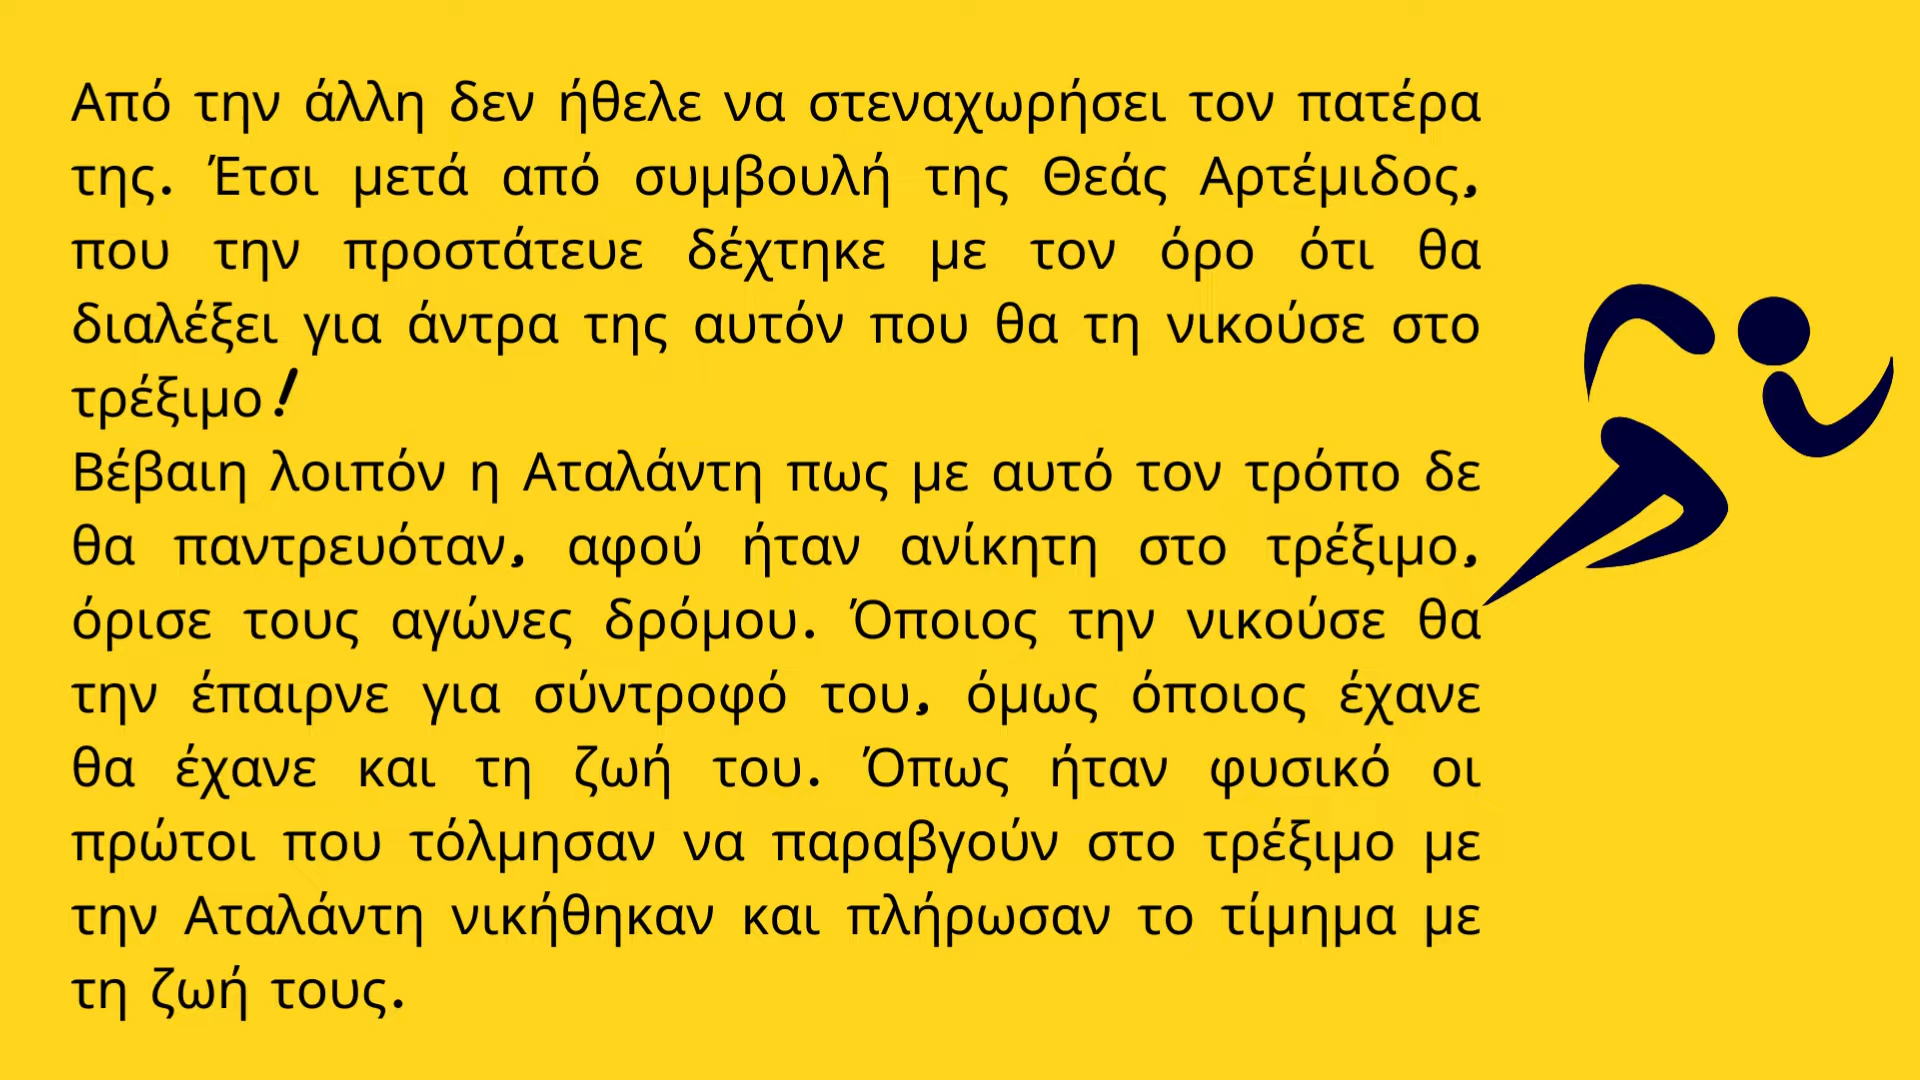 Από την άλλη δεν ήθελε να στεναχωρήσει τον πατέρα
της. Έτσι μετά από συμβουλή της Θεάς Αρτέμιδος,
που την προστάτευε δέχτηκε με τον όρο ότι θα
διαλέξει για άντρα της αυτόν που θα τη νικούσε στο
τρέξιμο!
Βέβαιη λοιπόν η Αταλάντη πως με αυτό τον τρόπο δε
θα παντρευόταν, αφού ήταν ανίκητη στο τρέξιμο,
όρισε τους αγώνες δρόμου. Όποιος την νικούσε θα
την έπαιρνε για σύντροφό του, όμως όποιος έχανε
θα έχανε και τη ζωή του. Όπως ήταν φυσικό οι
πρώτοι που τόλμησαν να παραβγούν στο τρέξιμο με
την Αταλάντη νικήθηκαν και πλήρωσαν το τίμημα με
τη ζωή τους.